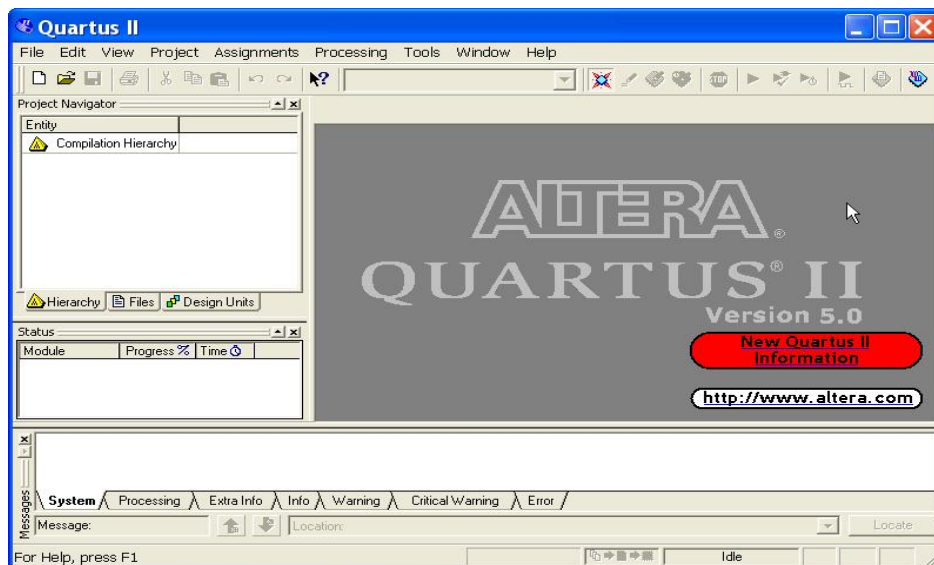 Quartus II
File Edit View Project Assignments Processing Tools Window Help
Project Navigator
Entity
Compilation Hierarchy
Hierarchy Files Design Units
Status
Module Progress % Time
ALTERA ®
QUARTUS® II
Version 5.0
New Quartus II
Information
http://www.altera.com
Messages
System Processing Extra Info Info Warning Critical Warning Error
Message: Location: Locate
For Help, press F1 Idle